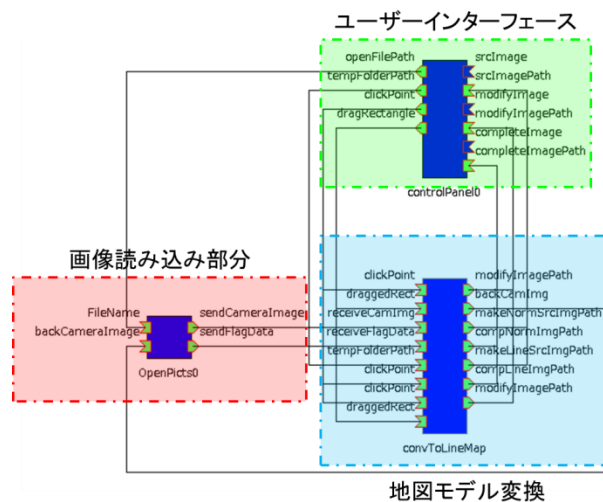 ユーザーインターフェース
openFilePath
tempFolderPath
clickPoint
dragRectangle
srcImage
srcImagePath
modifyImage
modifyImagePath
completeImage
completeImagePath
controlPanel0
画像読み込み部分
FileName
backCameraImage
sendCameraImage
sendFlagData
OpenPicts0
clickPoint
draggedRect
receiveCamImg
receiveFlagData
tempFolderPath
clickPoint
clickPoint
draggedRect
modifyImagePath
backCamImg
makeNormSrcImgPath
compNormImgPath
makeLineSrcImgPath
compLineImgPath
modifyImagePath
convToLineMap
地図モデル変換